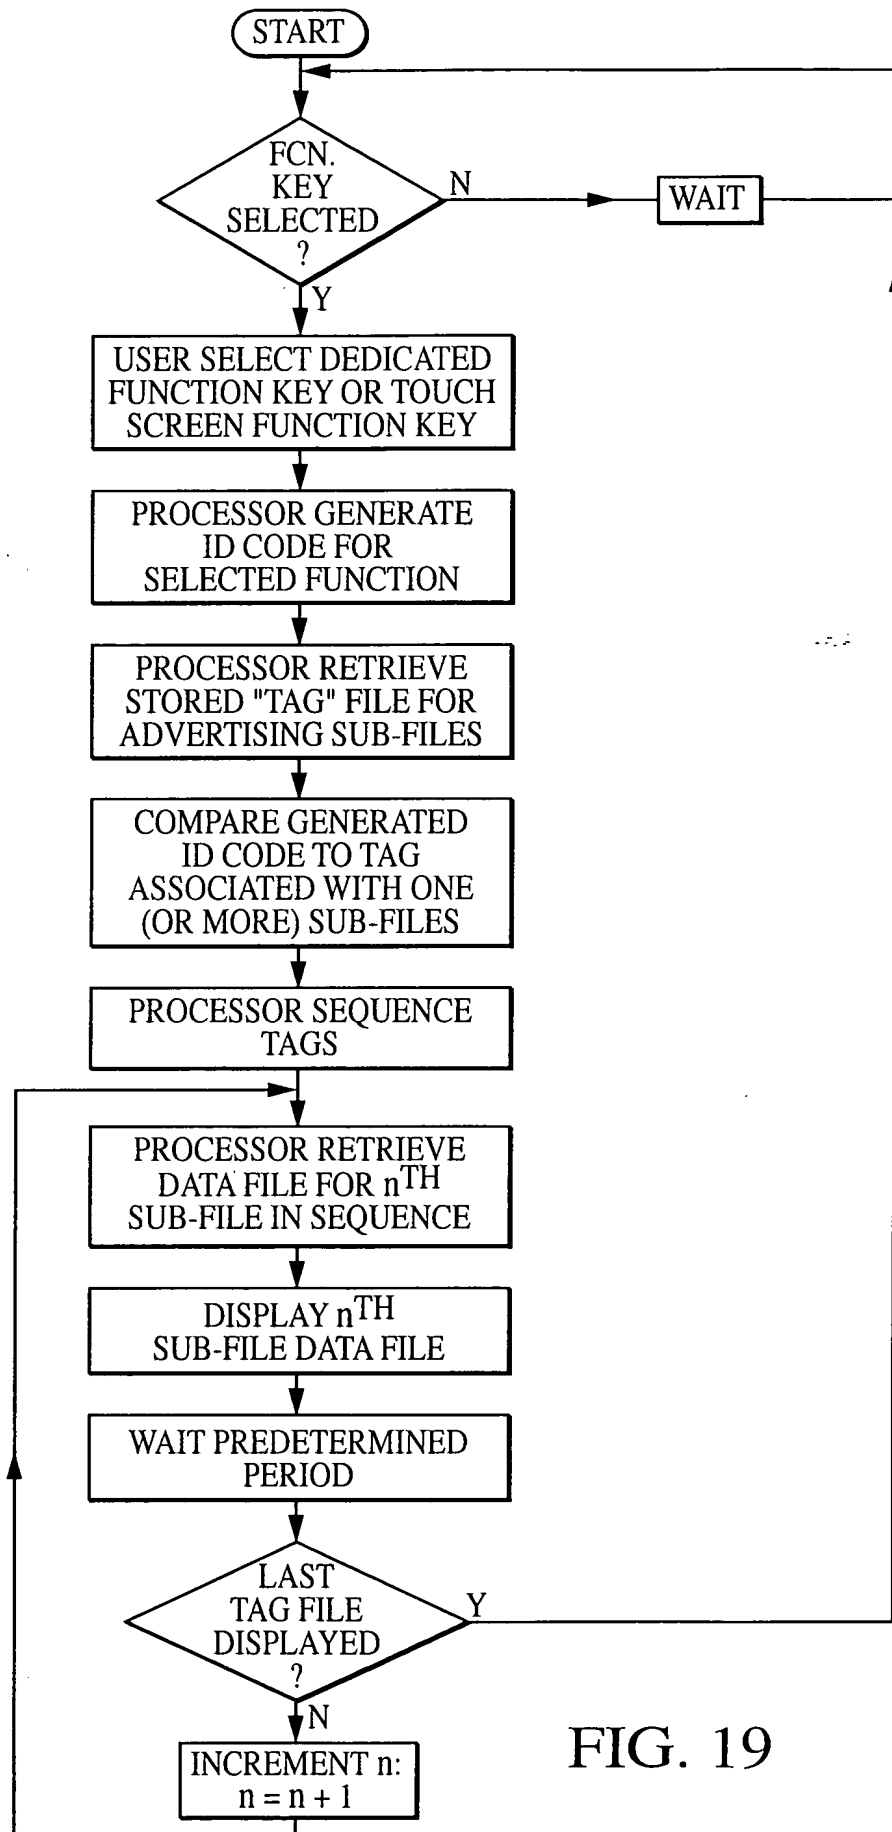 START
FCN.
KEY
SELECTED
?
N
WAIT
Y
USER SELECT DEDICATED
FUNCTION KEY OR TOUCH
SCREEN FUNCTION KEY
PROCESSOR GENERATE
ID CODE FOR
SELECTED FUNCTION
PROCESSOR RETRIEVE
STORED "TAG" FILE FOR
ADVERTISING SUB-FILES
COMPARE GENERATED
ID CODE TO TAG
ASSOCIATED WITH ONE
(OR MORE) SUB-FILES
PROCESSOR SEQUENCE
TAGS
PROCESSOR RETRIEVE
DATA FILE FOR nTH
SUB-FILE IN SEQUENCE
DISPLAY nTH
SUB-FILE DATA FILE
WAIT PREDETERMINED
PERIOD
LAST
TAG FILE
DISPLAYED
?
Y
N
INCREMENT n:
n = n + 1
FIG. 19